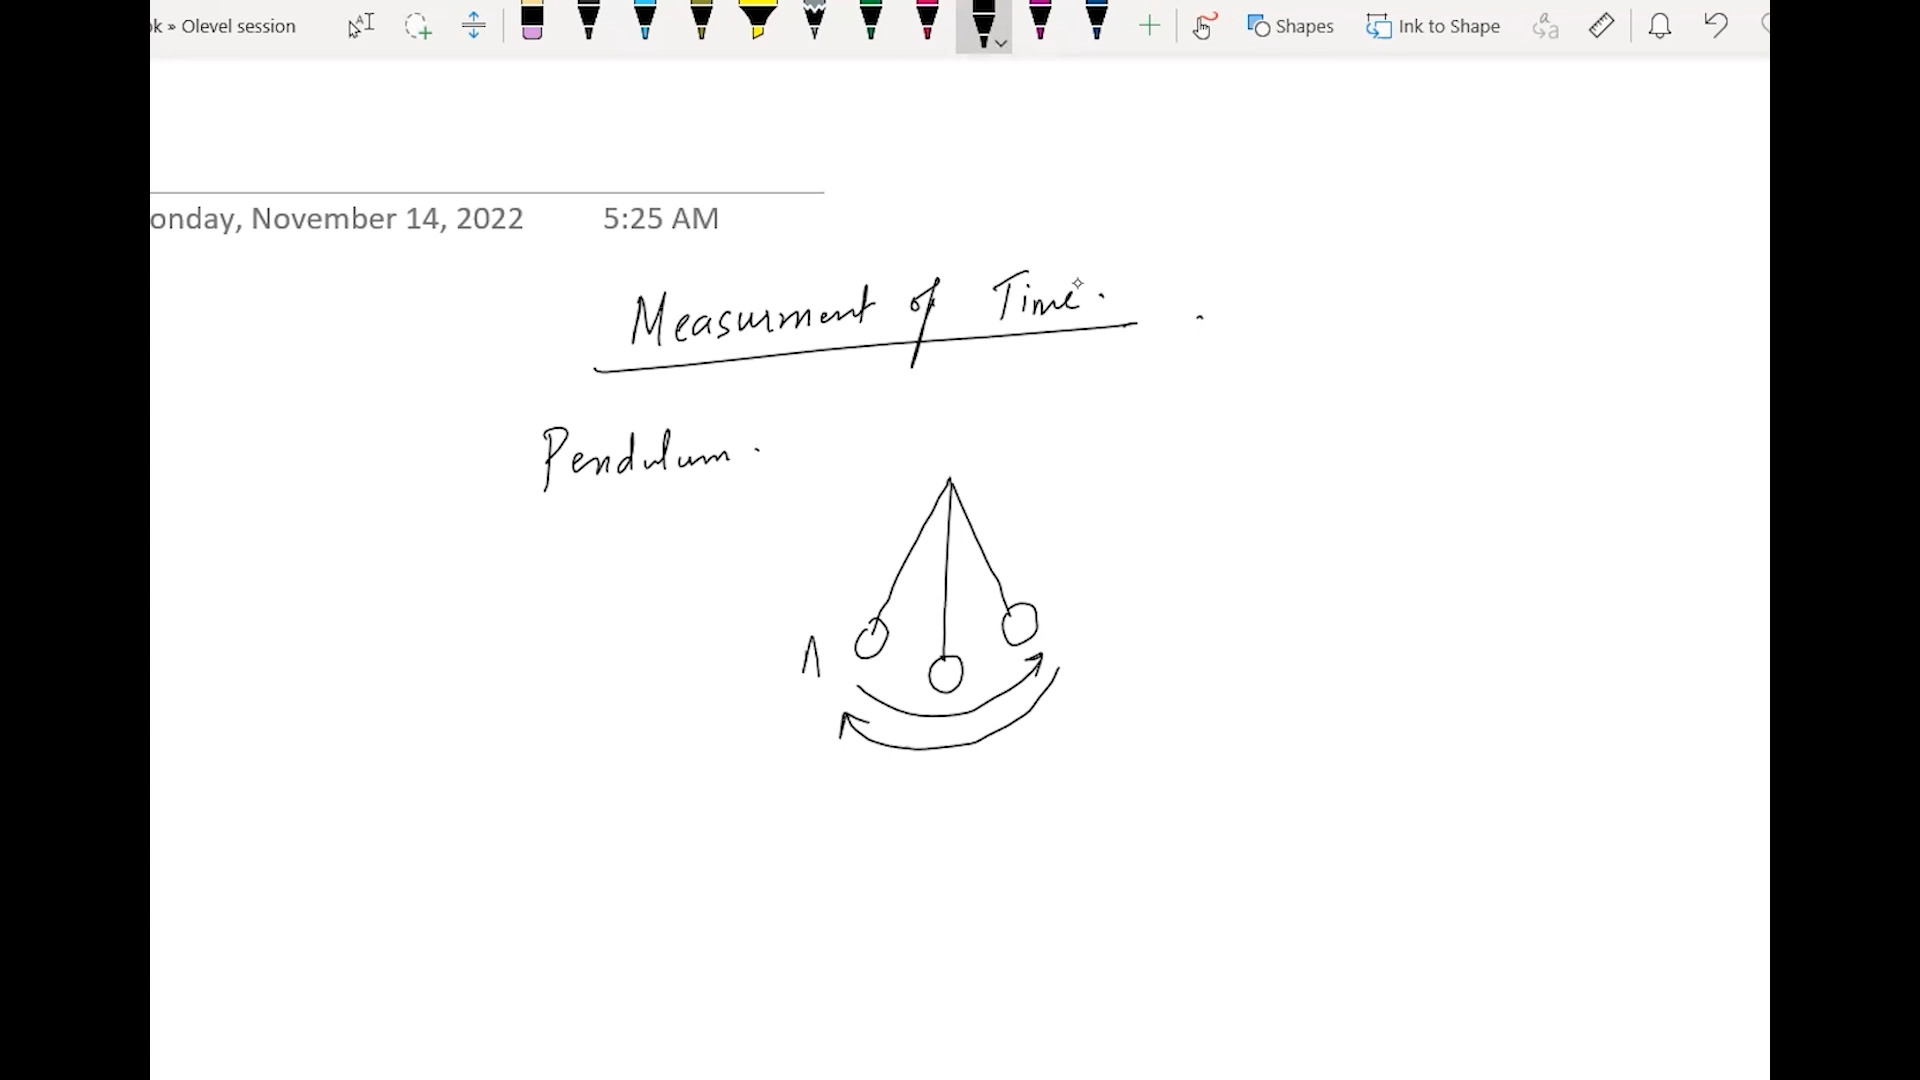 ok » Olevel session
Shapes
Ink to Shape
onday, November 14, 2022 5:25 AM
Measurment of Time.
Pendulum.